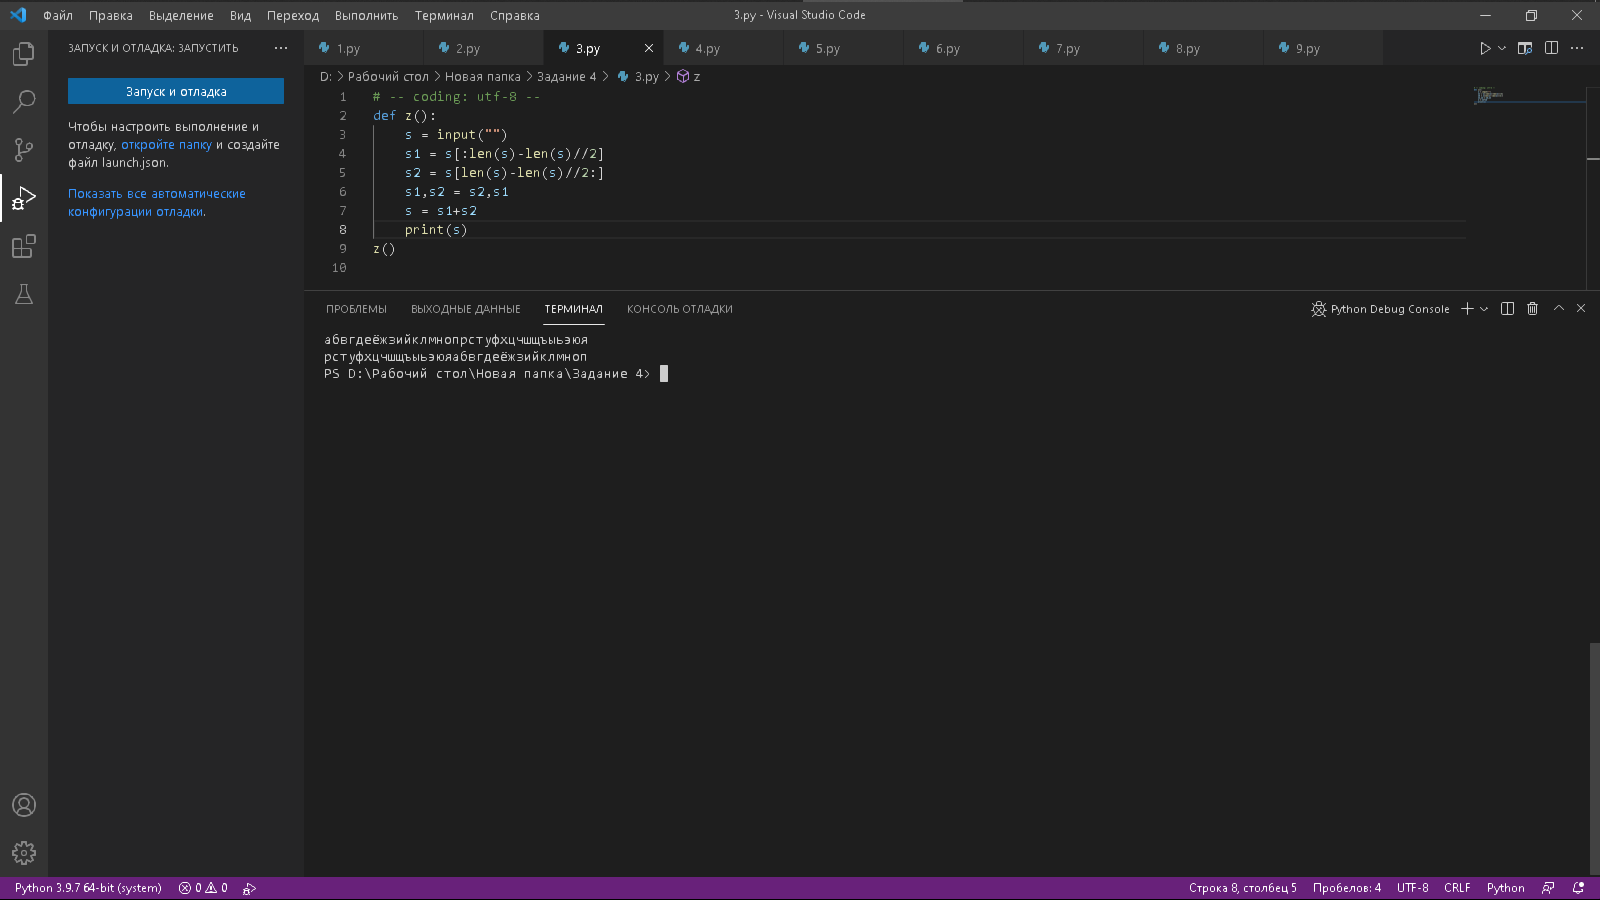 Файл Правка Выделение Вид Переход Выполнить Терминал Справка 3.py - Visual Studio Code
ЗАПУСК И ОТЛАДКА: ЗАПУСТИТЬ ...
1.py 2.py 3.py 4.py 5.py 6.py 7.py 8.py 9.py
D: > Рабочий стол > Новая папка > Задание 4 > 3.py > z
Запуск и отладка
Чтобы настроить выполнение и
отладку, откройте папку и создайте
файл launch.json.
Показать все автоматические
конфигурации отладки.
1 # -- coding: utf-8 --
2 def z():
3 s = input("")
4 s1 = s[:len(s)-len(s)//2]
5 s2 = s[len(s)-len(s)//2:]
6 s1,s2 = s2,s1
7 s = s1+s2
8 print(s)
9 z()
10
ПРОБЛЕМЫ ВЫХОДНЫЕ ДАННЫЕ ТЕРМИНАЛ КОНСОЛЬ ОТЛАДКИ Python Debug Console
абвгдеёжзийклмнопрстуфхцчшщъыьэюя
рстуфхцчшщъыьэюяабвгдеёжзийклмноп
PS D:\Рабочий стол\Новая папка\Задание 4>
Python 3.9.7 64-bit (system) 0 0 Строка 8, столбец 5 Пробелов: 4 UTF-8 CRLF Python